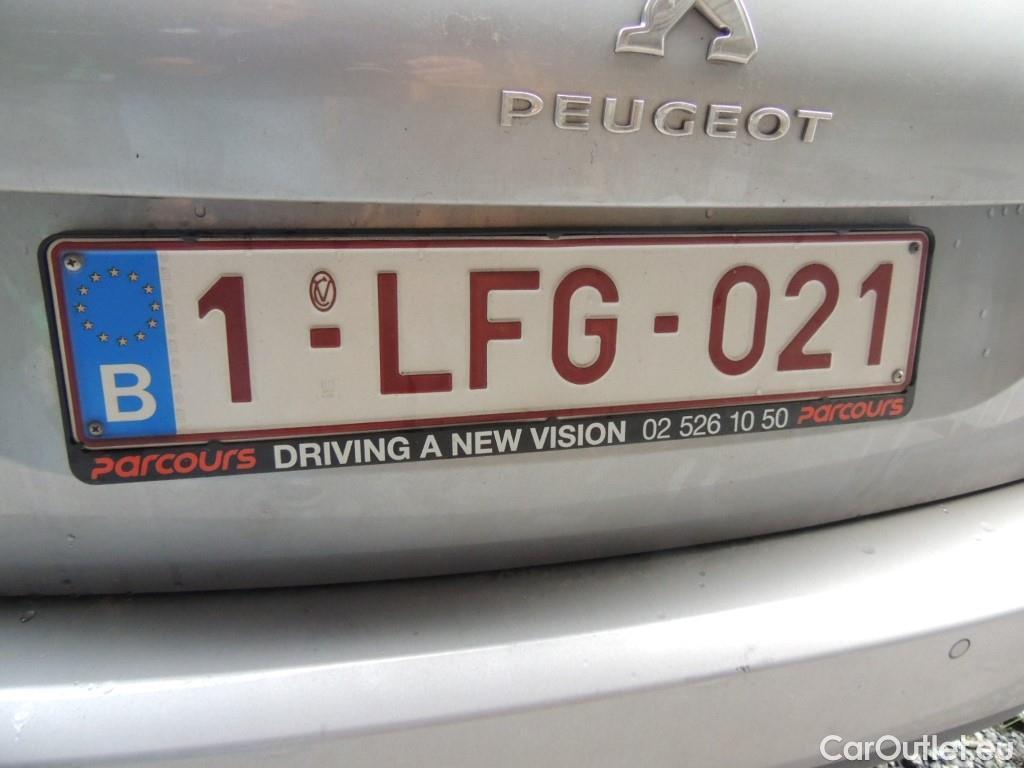 PEUGEOT
B 1-LFG-021
Parcours DRIVING A NEW VISION 02 526 10 50 Parcours
CarOutlet.eu